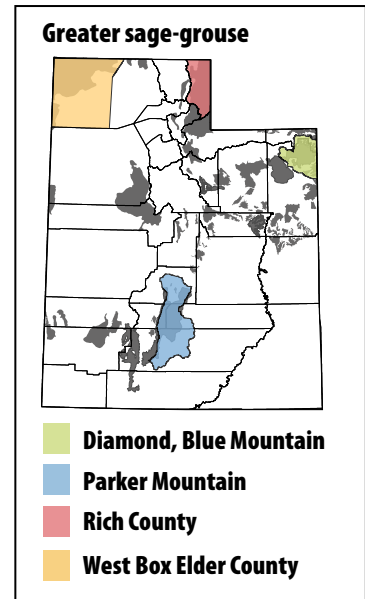 Greater sage-grouse
Diamond, Blue Mountain
Parker Mountain
Rich County
West Box Elder County